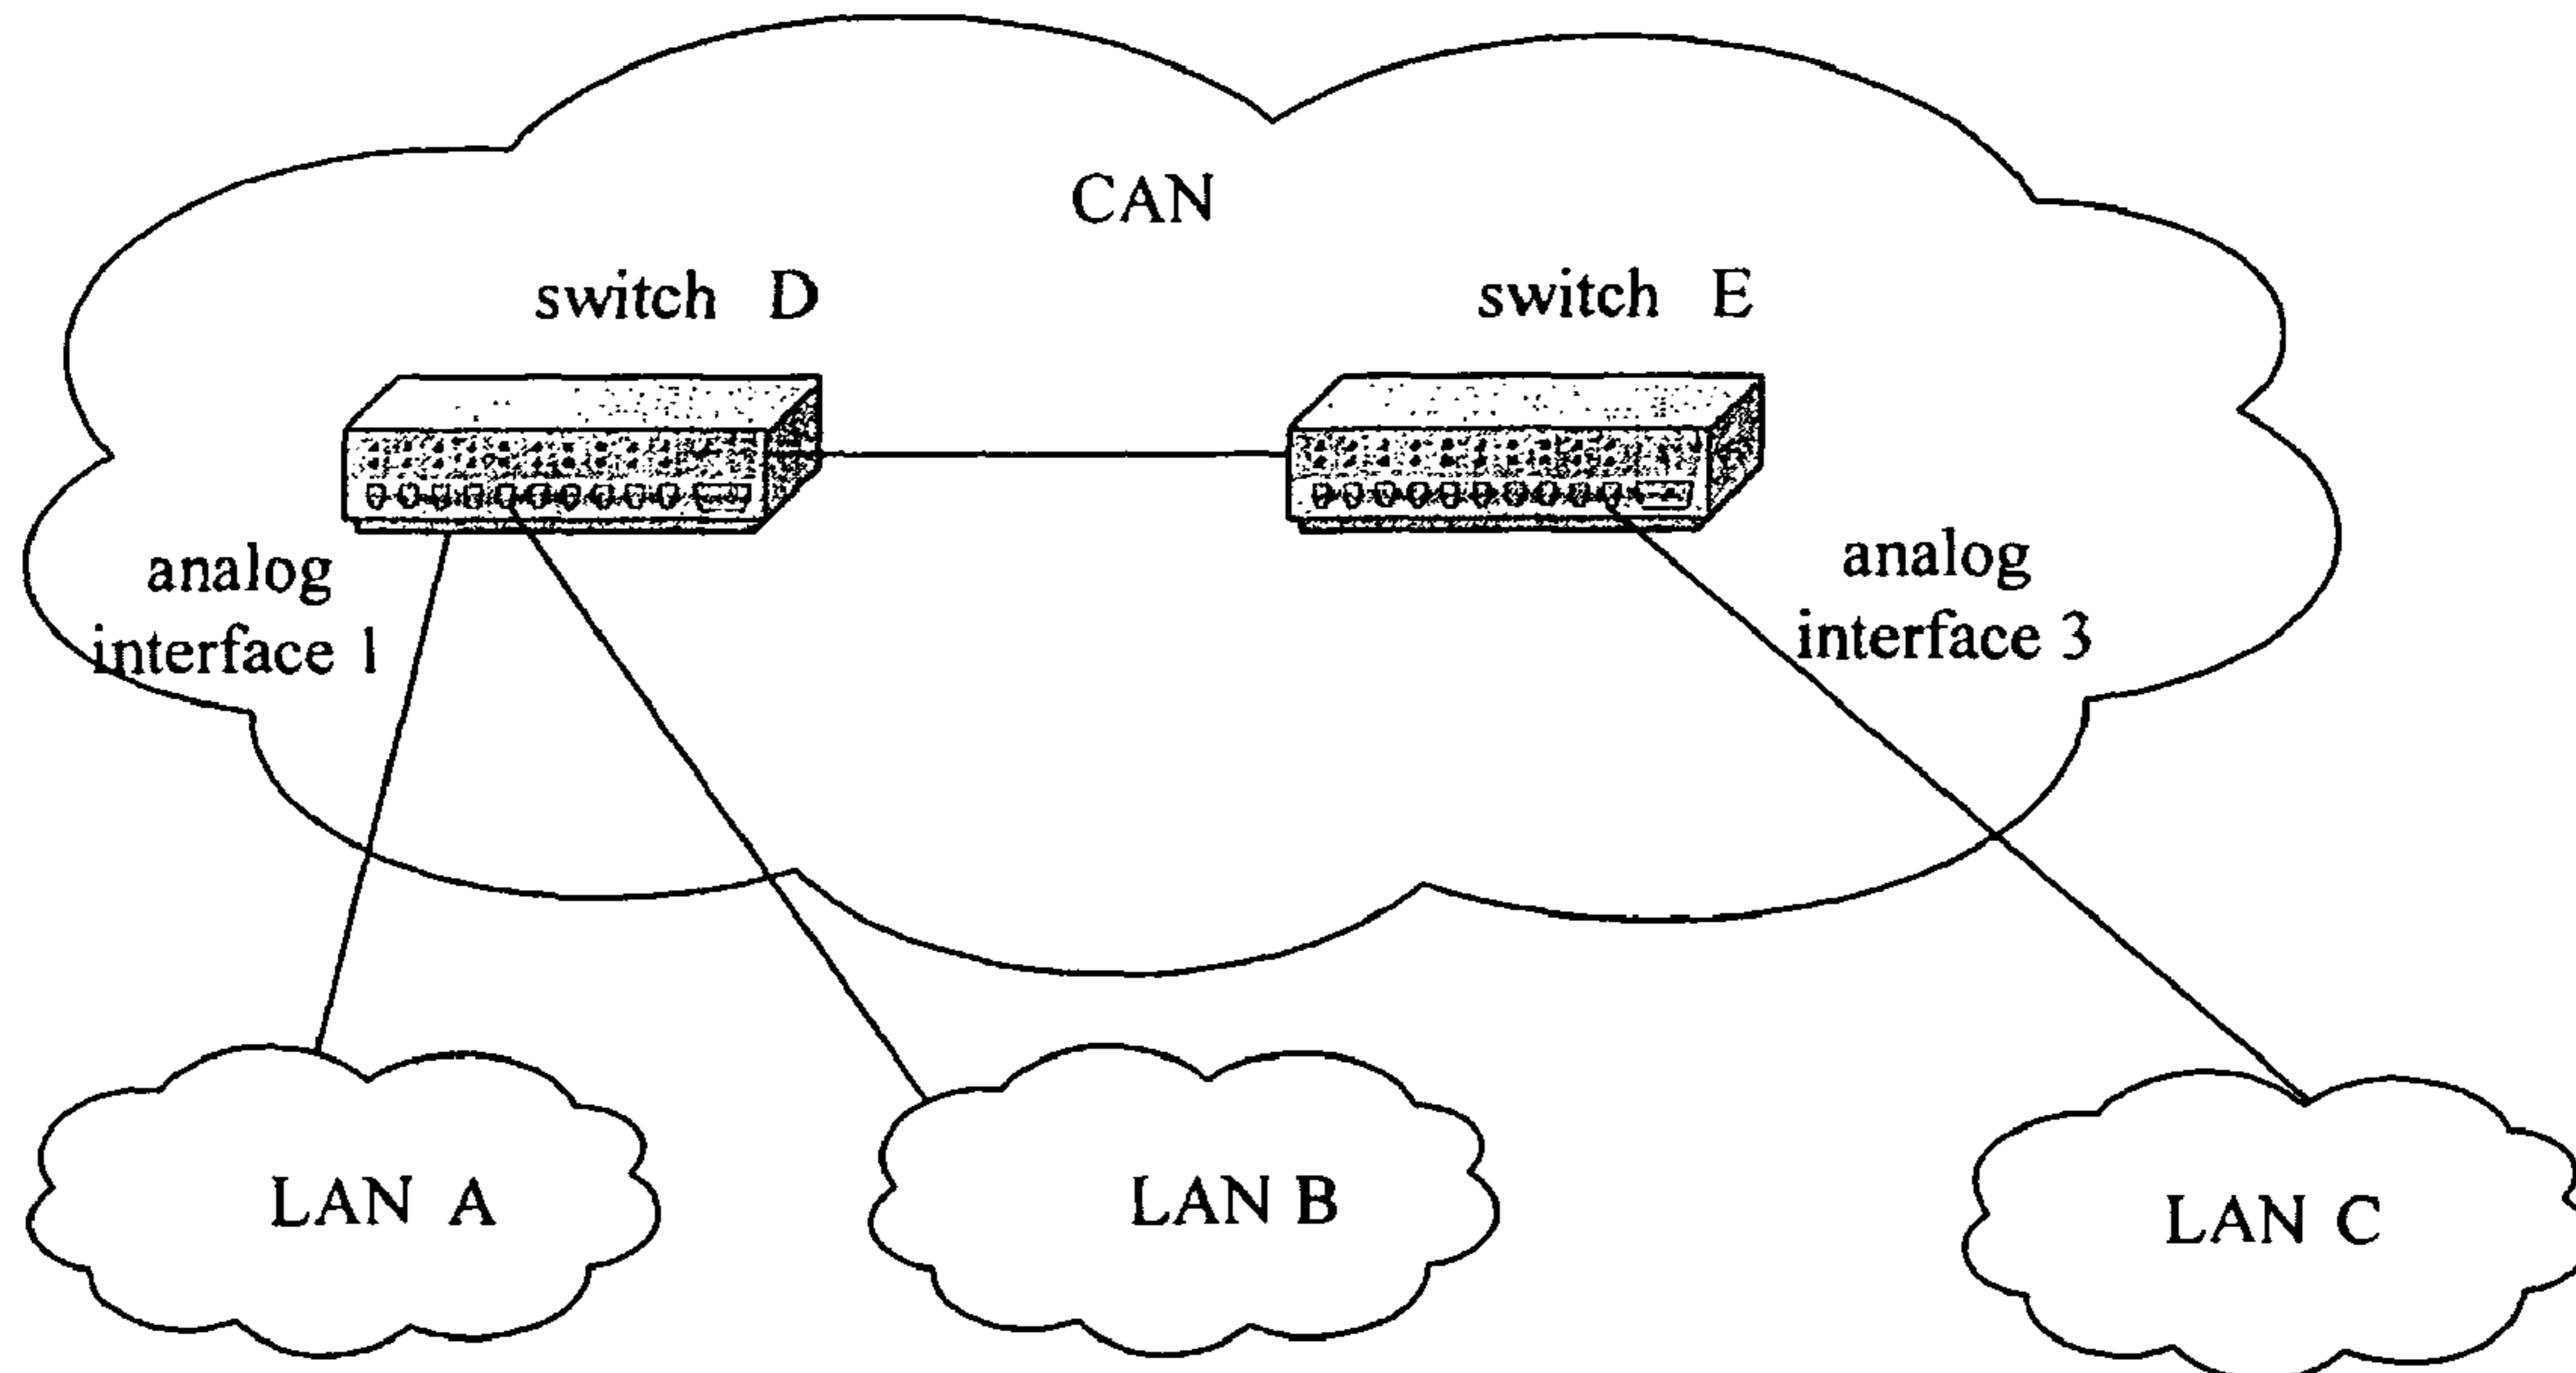 CAN
switch D
switch E
analog
interface 1
analog
interface 3
LAN A
LAN B
LAN C